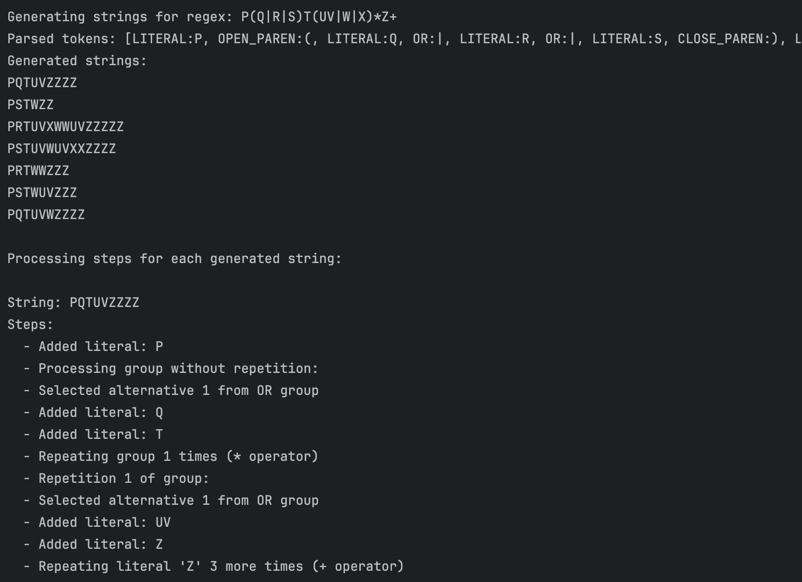 Generating strings for regex: P(Q|R|S)T(UV|W|X)*Z+
Parsed tokens: [LITERAL:P, OPEN_PAREN:(, LITERAL:Q, OR:|, LITERAL:R, OR:|, LITERAL:S, CLOSE_PAREN:), L
Generated strings:
PQTUVZZZZ
PSTWZZ
PRTUVXWWUVZZZZZ
PSTUVWUVXXZZZZ
PRTWWZZZ
PSTWUVZZZ
PQTUVWZZZZ
Processing steps for each generated string:
String: PQTUVZZZZ
Steps:
  - Added literal: P
  - Processing group without repetition:
  - Selected alternative 1 from OR group
  - Added literal: Q
  - Added literal: T
  - Repeating group 1 times (* operator)
  - Repetition 1 of group:
  - Selected alternative 1 from OR group
  - Added literal: UV
  - Added literal: Z
  - Repeating literal 'Z' 3 more times (+ operator)